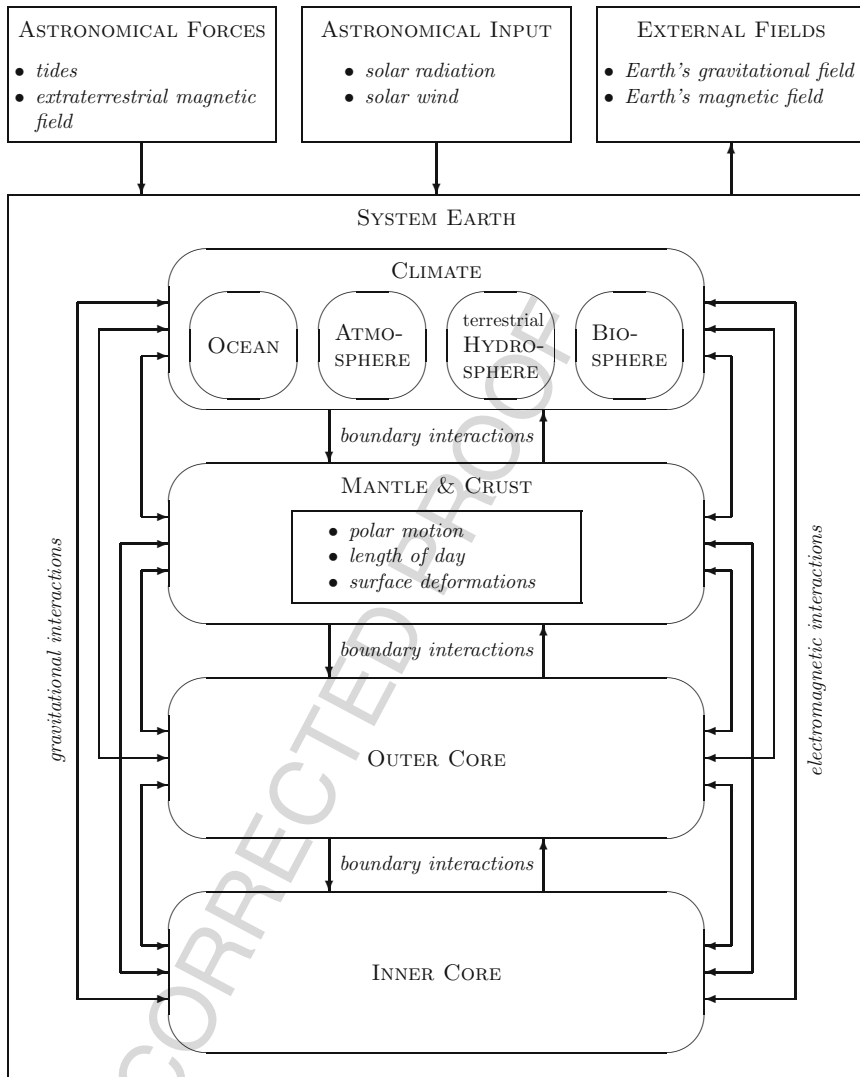 ASTRONOMICAL FORCES
• tides
• extraterrestrial magnetic
field
ASTRONOMICAL INPUT
• solar radiation
• solar wind
EXTERNAL FIELDS
• Earth's gravitational field
• Earth's magnetic field
SYSTEM EARTH
CLIMATE
OCEAN
ATMO-
SPHERE
terrestrial
HYDRO-
SPHERE
BIO-
SPHERE
boundary interactions
MANTLE & CRUST
• polar motion
• length of day
• surface deformations
gravitational interactions
electromagnetic interactions
boundary interactions
OUTER CORE
boundary interactions
INNER CORE
CORRECTED PROOF